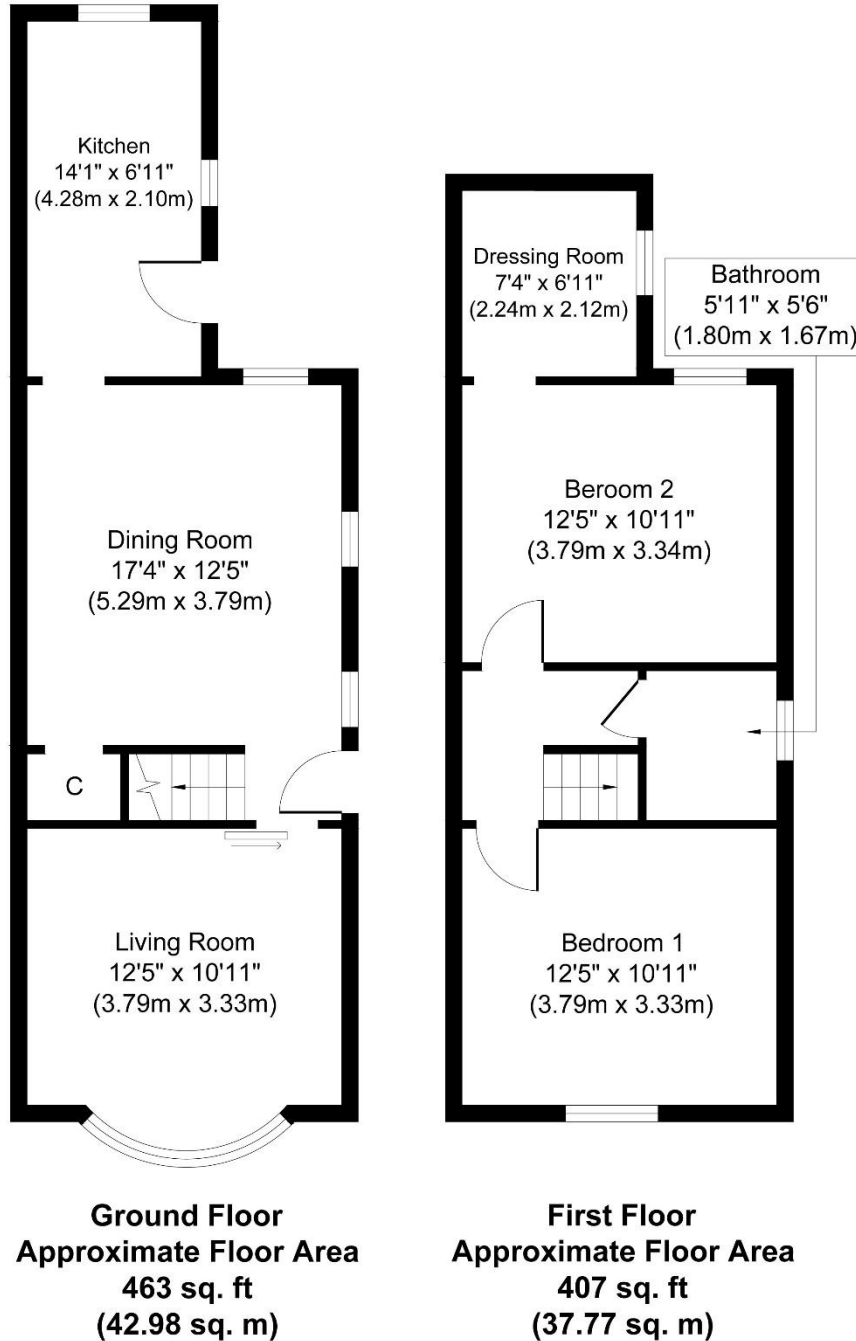 Kitchen
14'1" x 6'11"
(4.28m x 2.10m)
Dining Room
17'4" x 12'5"
(5.29m x 3.79m)
C
Living Room
12'5" x 10'11"
(3.79m x 3.33m)
Ground Floor
Approximate Floor Area
463 sq. ft
(42.98 sq. m)
Dressing Room
7'4" x 6'11"
(2.24m x 2.12m)
Bathroom
5'11" x 5'6"
(1.80m x 1.67m)
Beroom 2
12'5" x 10'11"
(3.79m x 3.34m)
Bedroom 1
12'5" x 10'11"
(3.79m x 3.33m)
First Floor
Approximate Floor Area
407 sq. ft
(37.77 sq. m)